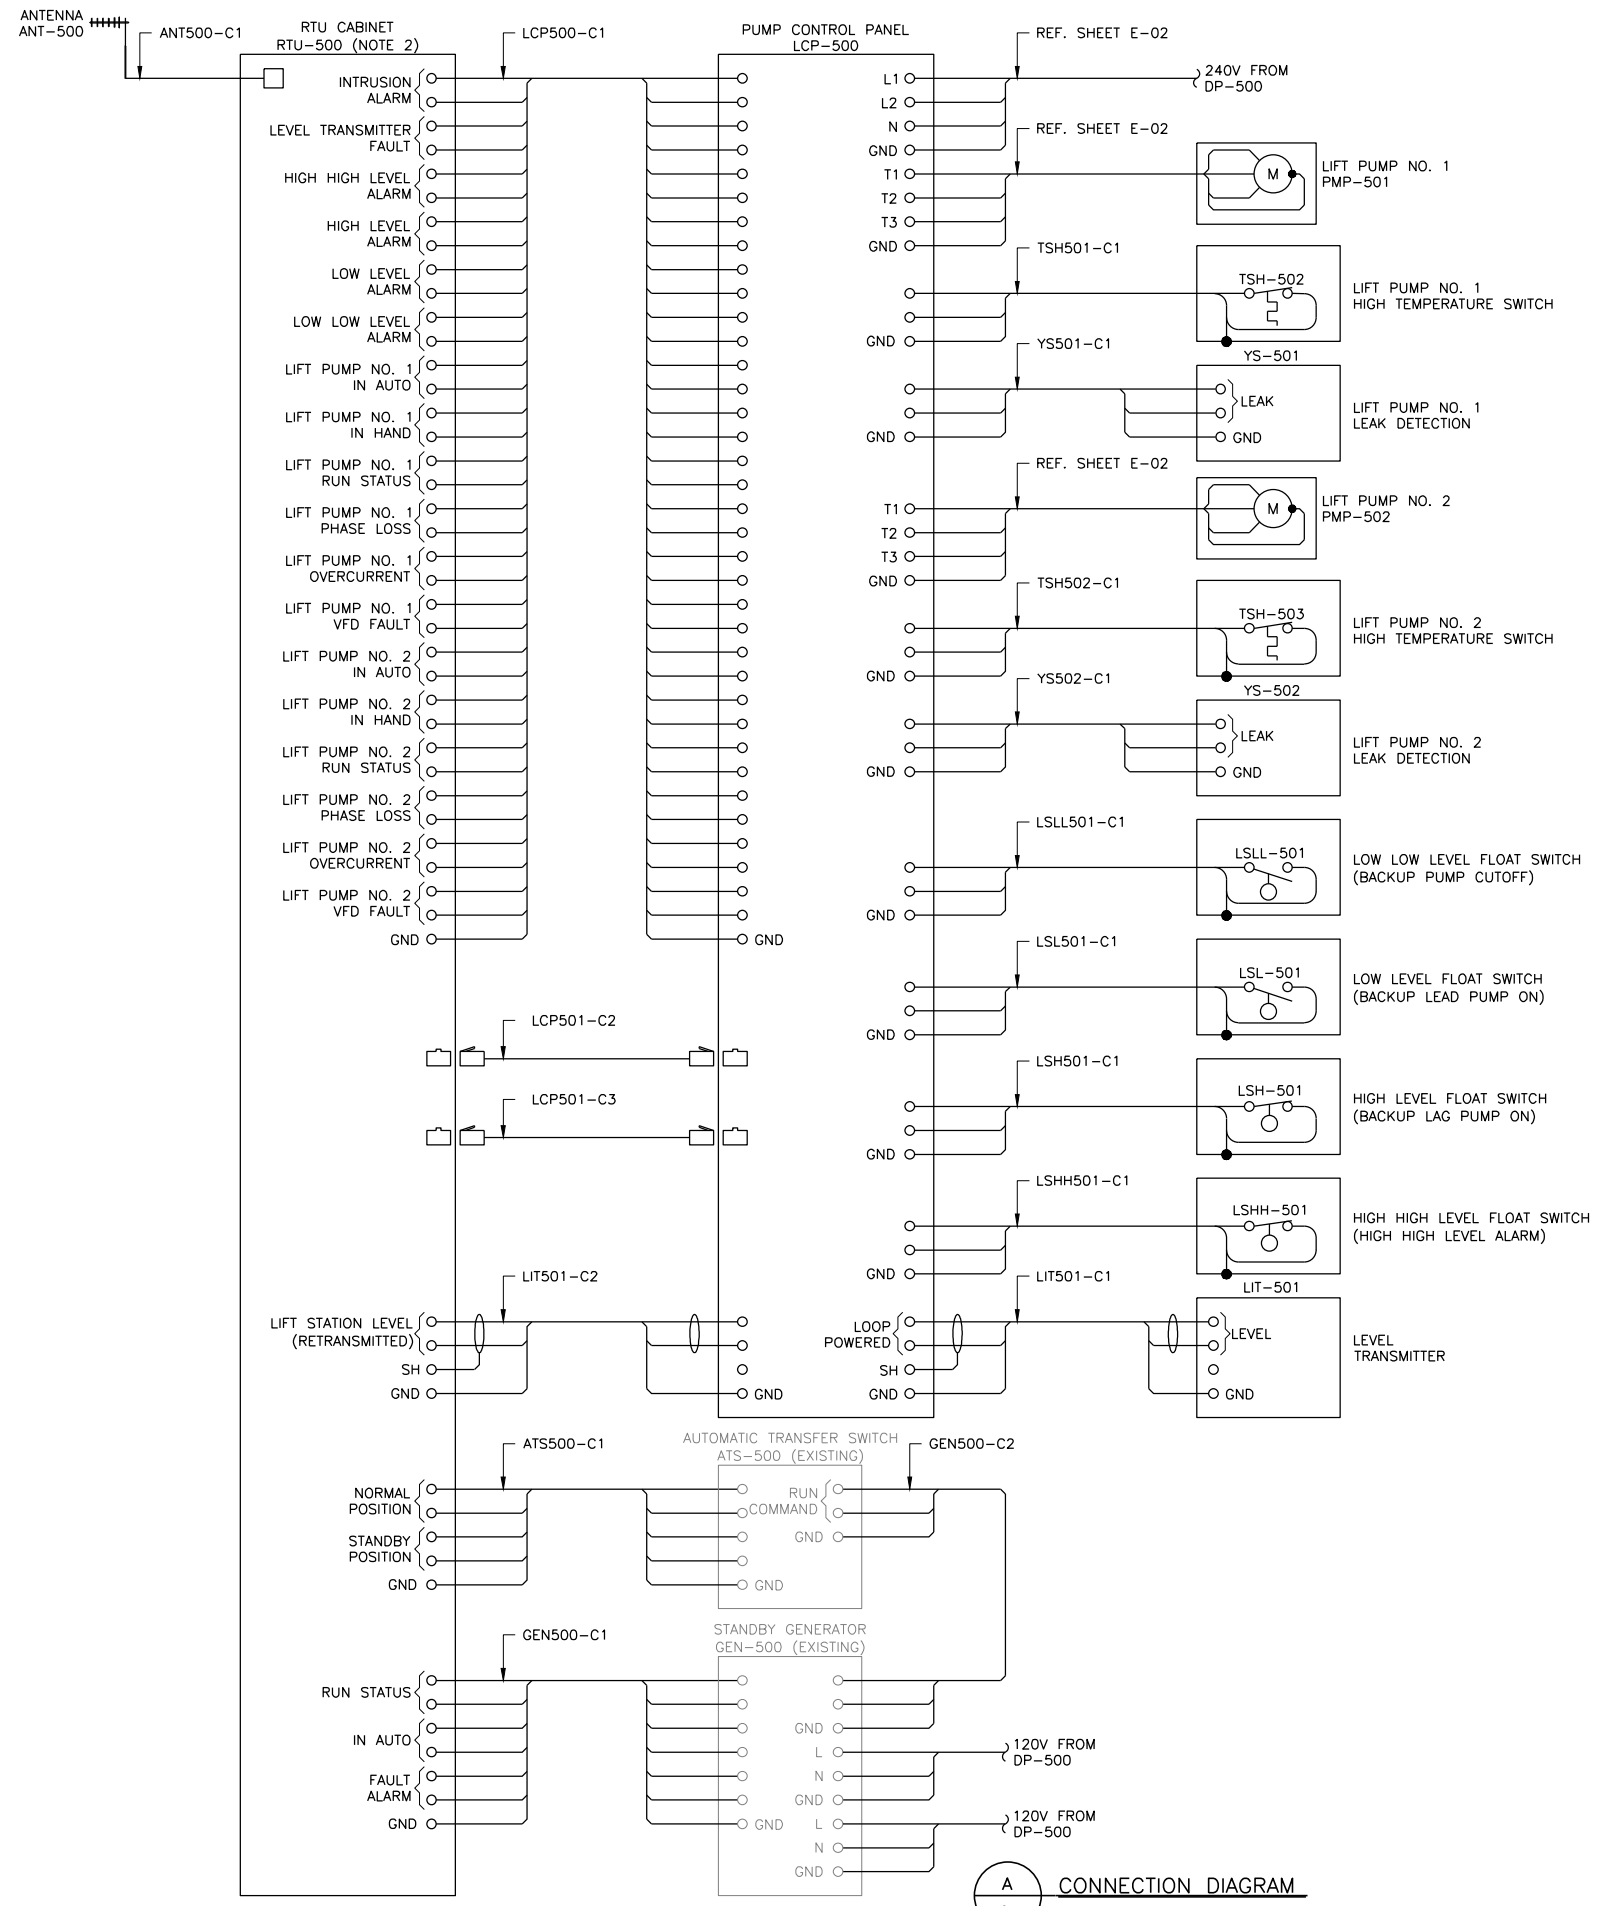 ANTENNA
ANT-500
ANT500-C1
RTU CABINET
RTU-500 (NOTE 2)
LCP500-C1
PUMP CONTROL PANEL
LCP-500
REF. SHEET E-02
INTRUSION
ALARM
LEVEL TRANSMITTER
FAULT
HIGH HIGH LEVEL
ALARM
HIGH LEVEL
ALARM
LOW LEVEL
ALARM
LOW LOW LEVEL
ALARM
LIFT PUMP NO. 1
IN AUTO
LIFT PUMP NO. 1
IN HAND
LIFT PUMP NO. 1
RUN STATUS
LIFT PUMP NO. 1
PHASE LOSS
LIFT PUMP NO. 1
OVERCURRENT
LIFT PUMP NO. 1
VFD FAULT
LIFT PUMP NO. 2
IN AUTO
LIFT PUMP NO. 2
IN HAND
LIFT PUMP NO. 2
RUN STATUS
LIFT PUMP NO. 2
PHASE LOSS
LIFT PUMP NO. 2
OVERCURRENT
LIFT PUMP NO. 2
VFD FAULT
GND
GND
LCP501-C2
LCP501-C3
LIT501-C2
LIFT STATION LEVEL
(RETRANSMITTED)
SH
GND
GND
L1
L2
N
GND
240V FROM
DP-500
REF. SHEET E-02
T1
T2
T3
GND
M
LIFT PUMP NO. 1
PMP-501
TSH501-C1
GND
TSH-502
LIFT PUMP NO. 1
HIGH TEMPERATURE SWITCH
YS501-C1
GND
YS-501
LEAK
GND
LIFT PUMP NO. 1
LEAK DETECTION
REF. SHEET E-02
T1
T2
T3
GND
M
LIFT PUMP NO. 2
PMP-502
TSH502-C1
GND
TSH-503
LIFT PUMP NO. 2
HIGH TEMPERATURE SWITCH
YS502-C1
GND
YS-502
LEAK
GND
LIFT PUMP NO. 2
LEAK DETECTION
LSLL501-C1
GND
LSLL-501
LOW LOW LEVEL FLOAT SWITCH
(BACKUP PUMP CUTOFF)
LSL501-C1
GND
LSL-501
LOW LEVEL FLOAT SWITCH
(BACKUP LEAD PUMP ON)
LSH501-C1
GND
LSH-501
HIGH LEVEL FLOAT SWITCH
(BACKUP LAG PUMP ON)
LSHH501-C1
GND
LSHH-501
HIGH HIGH LEVEL FLOAT SWITCH
(HIGH HIGH LEVEL ALARM)
LIT501-C1
LOOP
POWERED
SH
GND
LIT-501
LEVEL
GND
LEVEL
TRANSMITTER
ATS500-C1
AUTOMATIC TRANSFER SWITCH
ATS-500 (EXISTING)
GEN500-C2
NORMAL
POSITION
STANDBY
POSITION
GND
GND
RUN
COMMAND
GND
GEN500-C1
STANDBY GENERATOR
GEN-500 (EXISTING)
RUN STATUS
IN AUTO
FAULT
ALARM
GND
GND
GND
L
N
GND
120V FROM
DP-500
L
N
GND
120V FROM
DP-500
A
CONNECTION DIAGRAM